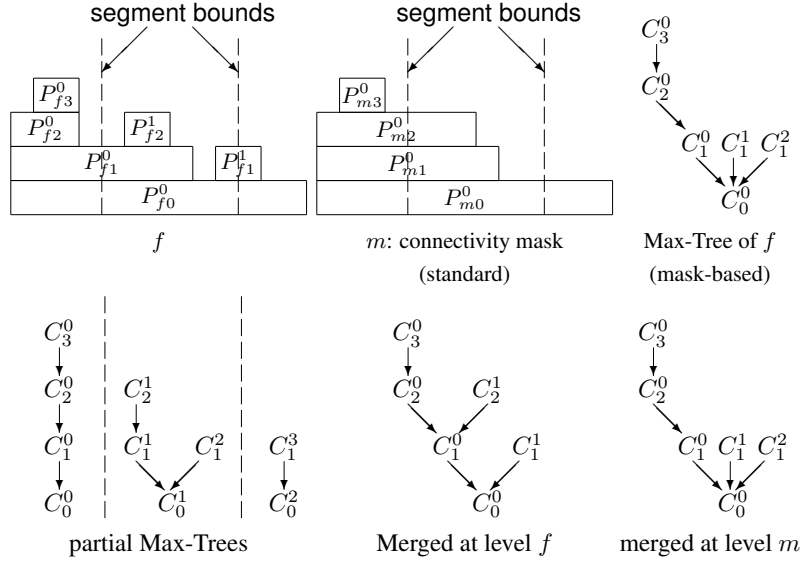 segment bounds segment bounds
C_3^0
P_{f3}^0 P_{m3}^0 C_2^0
P_{f2}^0 P_{f2}^1 P_{m2}^0
P_{f1}^0 P_{f1}^1 P_{m1}^0 C_1^0 C_1^1 C_1^2
P_{f0}^0 P_{m0}^0 C_0^0
f m: connectivity mask Max-Tree of f
(standard) (mask-based)
C_3^0 C_3^0 C_3^0
C_2^0 C_2^1 C_2^0 C_2^1 C_2^0
C_1^0 C_1^1 C_1^2 C_1^3 C_1^0 C_1^1 C_1^0 C_1^1 C_1^2
C_0^0 C_0^1 C_0^2 C_0^0 C_0^0
partial Max-Trees Merged at level f merged at level m